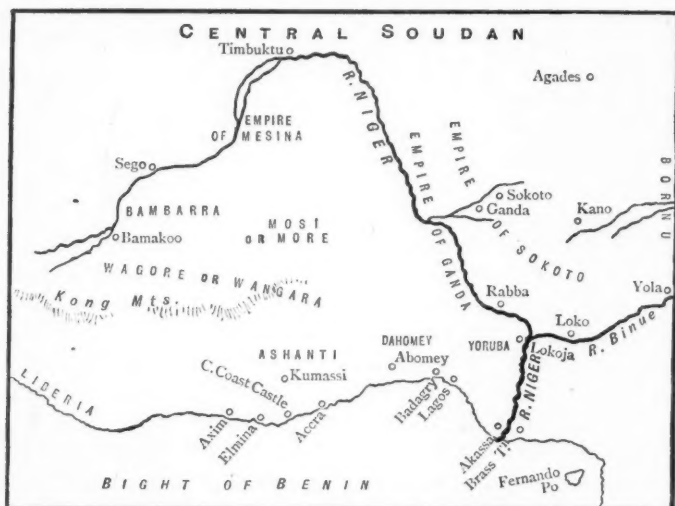 CENTRAL SOUDAN
Timbuktu
R. NIGER
Agades
EMPIRE
OF MESINA
EMPIRE
OF GANDA
EMPIRE
OF SOKOTO
BORNU
Sego
Sokoto
Ganda
Kano
BAMBARRA
Bamakoo
MOSI
OR MORE
WAGORE OR WANGARA
Kong Mts.
Rabba
Yola
Loko
R. Binue
YORUBA
Lokoja
DAHOMEY
Abomey
ASHANTI
Kumassi
C. Coast Castle
LIDERIA
Axim
Elmina
Accra
Badagry
Lagos
R. NIGER
Akassa
Brass
Fernando
Po
BIGHT OF BENIN